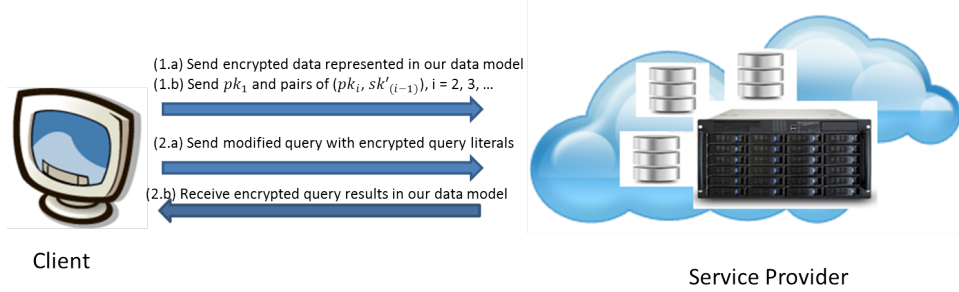 (1.a) Send encrypted data represented in our data model
(1.b) Send pk₁ and pairs of (pkᵢ, sk′₍ᵢ₋₁₎), i = 2, 3, ...
(2.a) Send modified query with encrypted query literals
(2.b) Receive encrypted query results in our data model
Client
Service Provider